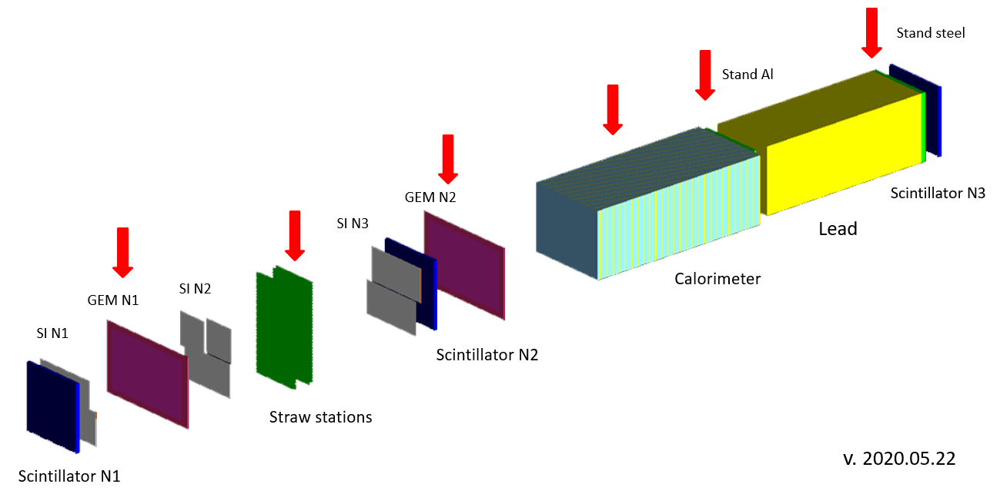 Stand steel
Stand Al
GEM N2
Scintillator N3
SI N3
Lead
Calorimeter
SI N2
GEM N1
SI N1
Scintillator N2
Straw stations
v. 2020.05.22
Scintillator N1